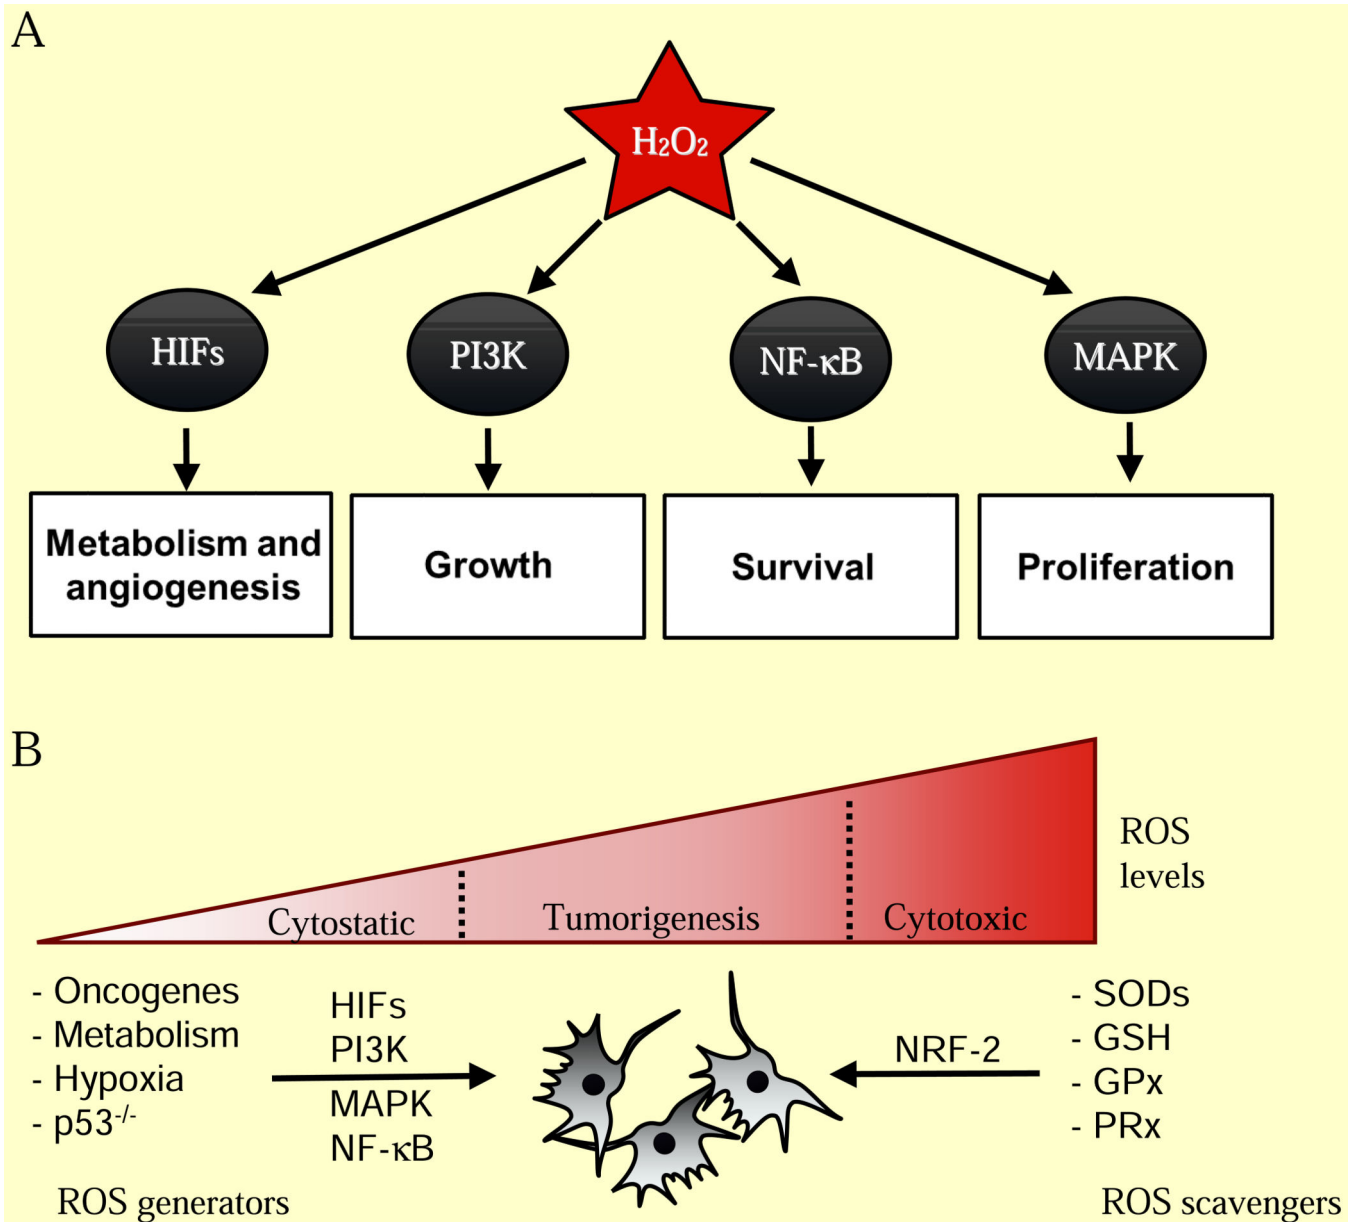 A
H₂O₂
HIFs
PI3K
NF-κB
MAPK
Metabolism and
angiogenesis
Growth
Survival
Proliferation
B
ROS
levels
Cytostatic
Tumorigenesis
Cytotoxic
- Oncogenes
- Metabolism
- Hypoxia
- p53⁻/⁻
HIFs
PI3K
MAPK
NF-κB
NRF-2
- SODs
- GSH
- GPx
- PRx
ROS generators
ROS scavengers